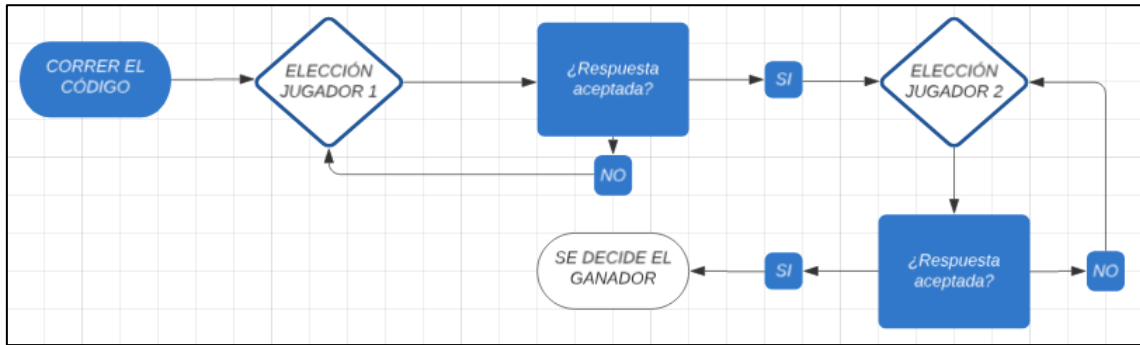 CORRER EL
CÓDIGO
ELECCIÓN
JUGADOR 1
¿Respuesta
aceptada?
SI
ELECCIÓN
JUGADOR 2
NO
¿Respuesta
aceptada?
NO
SI
SE DECIDE EL
GANADOR